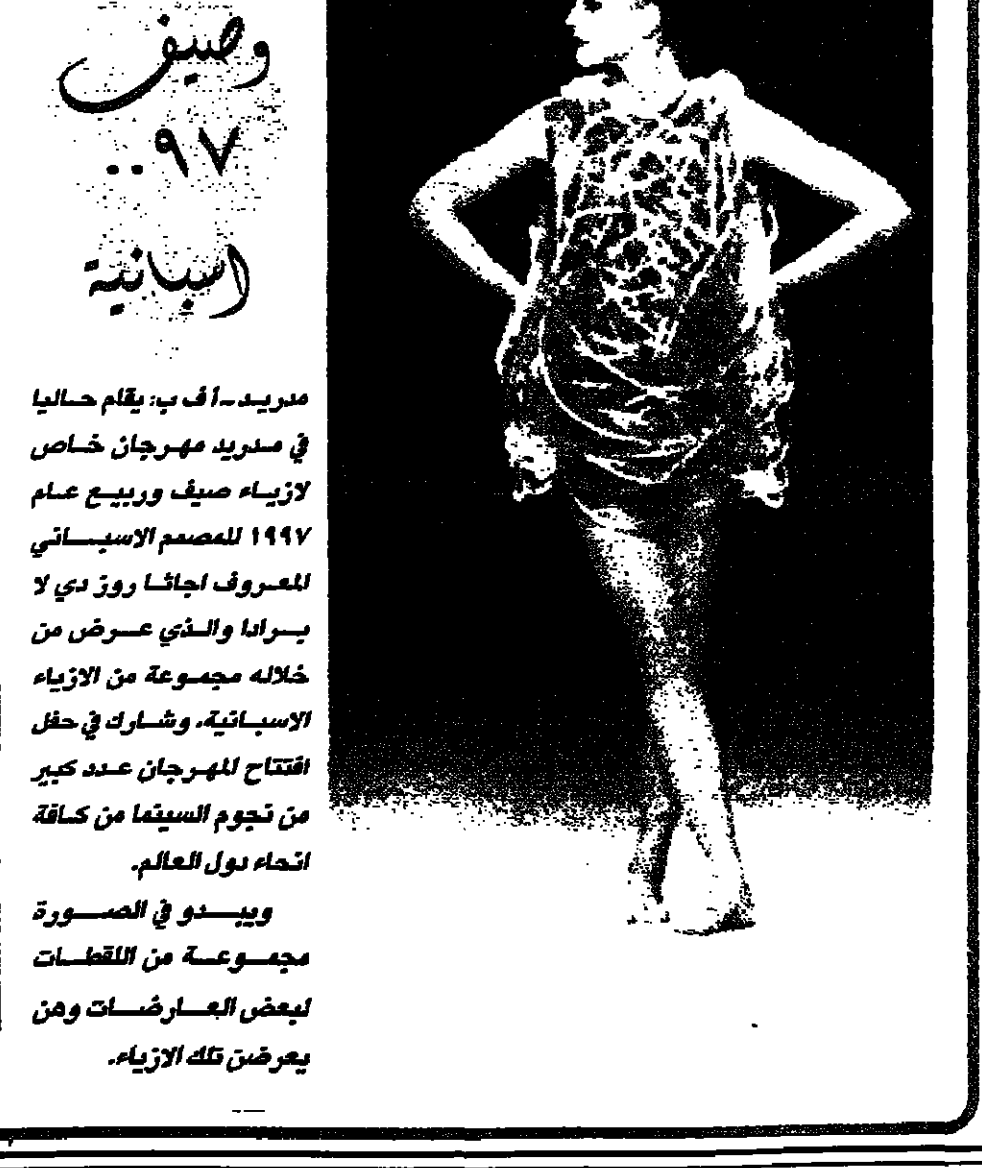 وصيف
٩٧..
اسبانية
مدريد ـ أ ف ب: يقام حاليا
في مدريد مهرجان خاص
لازياء صيف وربيع عام
١٩٩٧ للمصمم الاسباني
المعروف اجاثا روز دي لا
برادا والذي عرض من
خلاله مجموعة من الازياء
الاسبانية، وشارك في حفل
افتتاح المهرجان عدد كبير
من نجوم السينما من كافة
انحاء دول العالم.
ويبدو في الصورة
مجموعة من اللقطات
لبعض العارضات وهن
يعرضن تلك الازياء.